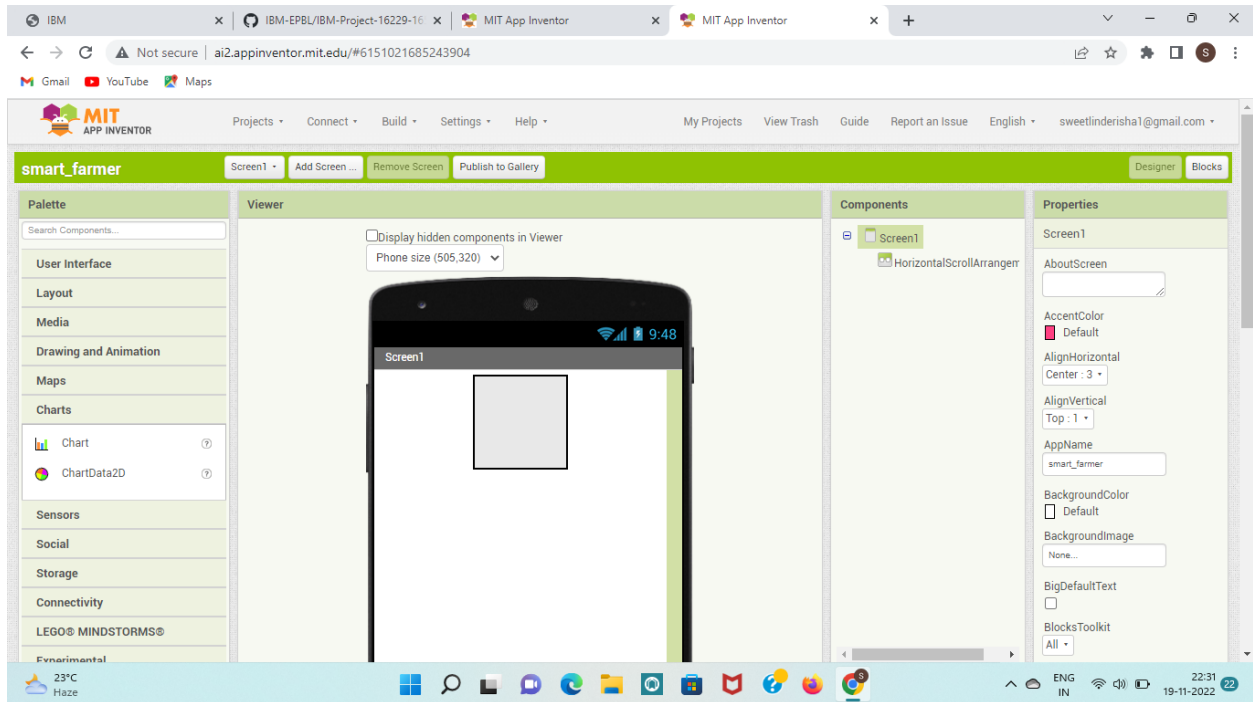 IBM
IBM-EPBL/IBM-Project-16229-16
MIT App Inventor
MIT App Inventor
Not secure
ai2.appinventor.mit.edu/#6151021685243904
S
Gmail
YouTube
Maps
MIT
APP INVENTOR
Projects
Connect
Build
Settings
Help
My Projects
View Trash
Guide
Report an Issue
English
sweetlinderisha1@gmail.com
smart_farmer
Screen1
Add Screen ...
Remove Screen
Publish to Gallery
Designer
Blocks
Palette
Search Components...
User Interface
Layout
Media
Drawing and Animation
Maps
Charts
Chart
?
ChartData2D
?
Sensors
Social
Storage
Connectivity
LEGO® MINDSTORMS®
Experimental
Viewer
Display hidden components in Viewer
Phone size (505,320)
9:48
Screen1
Components
Screen1
HorizontalScrollArrangem
Properties
Screen1
AboutScreen
AccentColor
Default
AlignHorizontal
Center : 3
AlignVertical
Top : 1
AppName
smart_farmer
BackgroundColor
Default
BackgroundImage
None...
BigDefaultText
BlocksToolkit
All
23°C
Haze
S
ENG
IN
22:31
19-11-2022
22